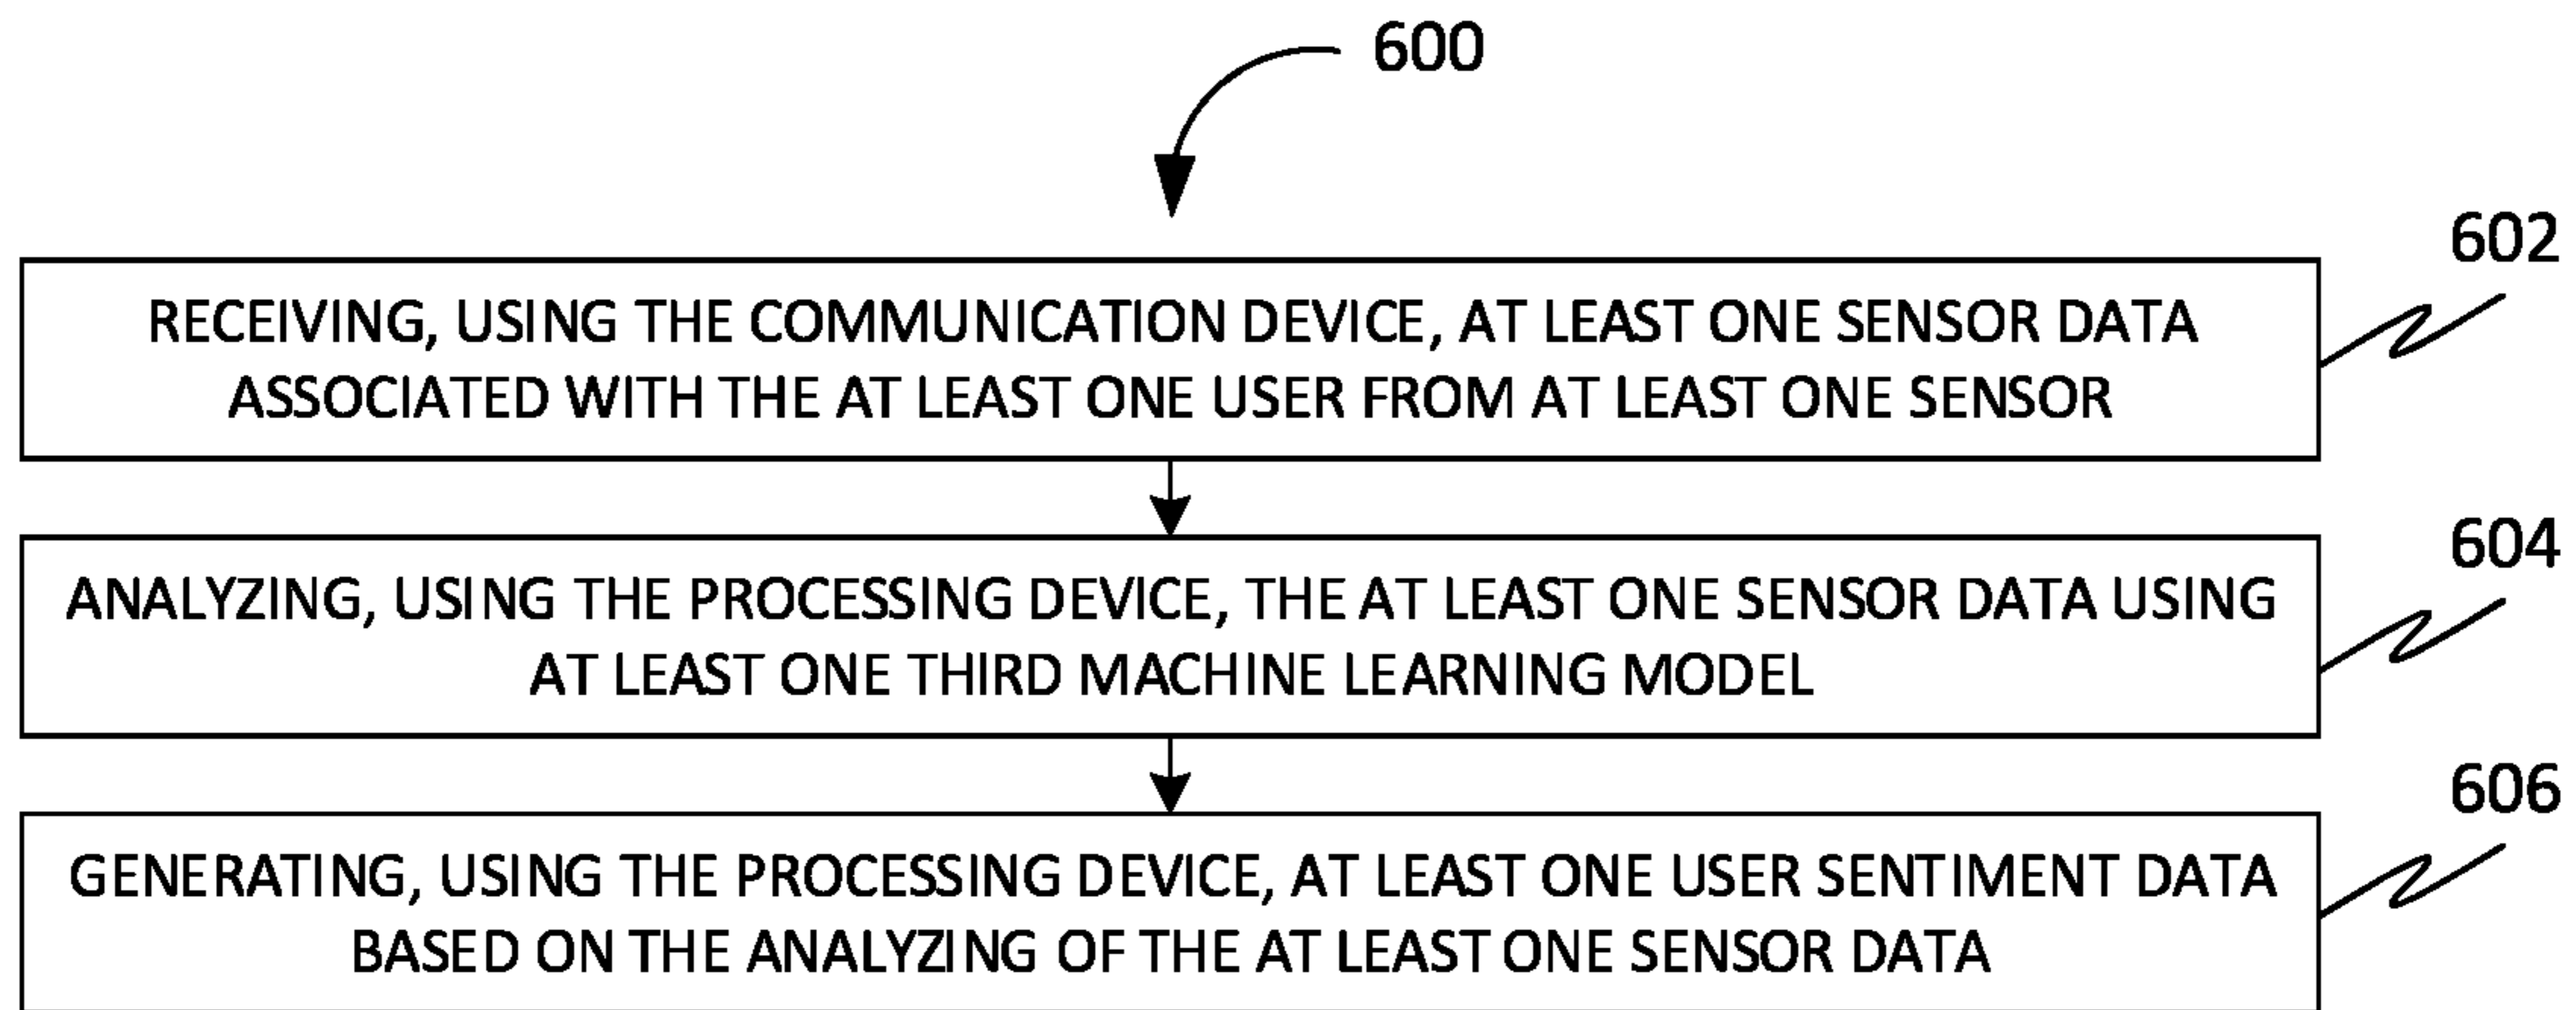 600
602
RECEIVING, USING THE COMMUNICATION DEVICE, AT LEAST ONE SENSOR DATA
ASSOCIATED WITH THE AT LEAST ONE USER FROM AT LEAST ONE SENSOR
604
ANALYZING, USING THE PROCESSING DEVICE, THE AT LEAST ONE SENSOR DATA USING
AT LEAST ONE THIRD MACHINE LEARNING MODEL
606
GENERATING, USING THE PROCESSING DEVICE, AT LEAST ONE USER SENTIMENT DATA
BASED ON THE ANALYZING OF THE AT LEAST ONE SENSOR DATA